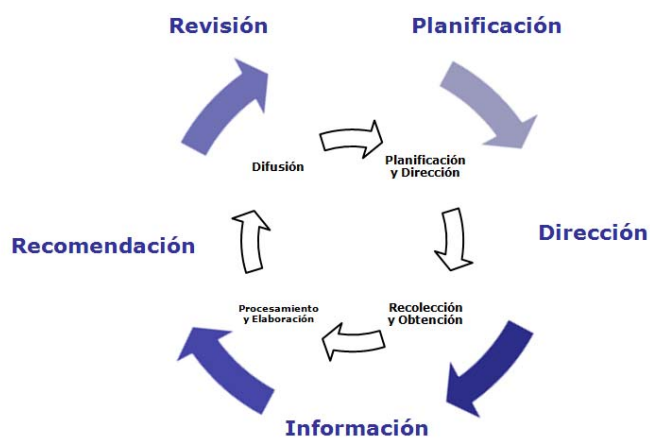 Revisión
Planificación
Difusión
Planificación
y Dirección
Recomendación
Dirección
Procesamiento
y Elaboración
Recolección
y Obtención
Información